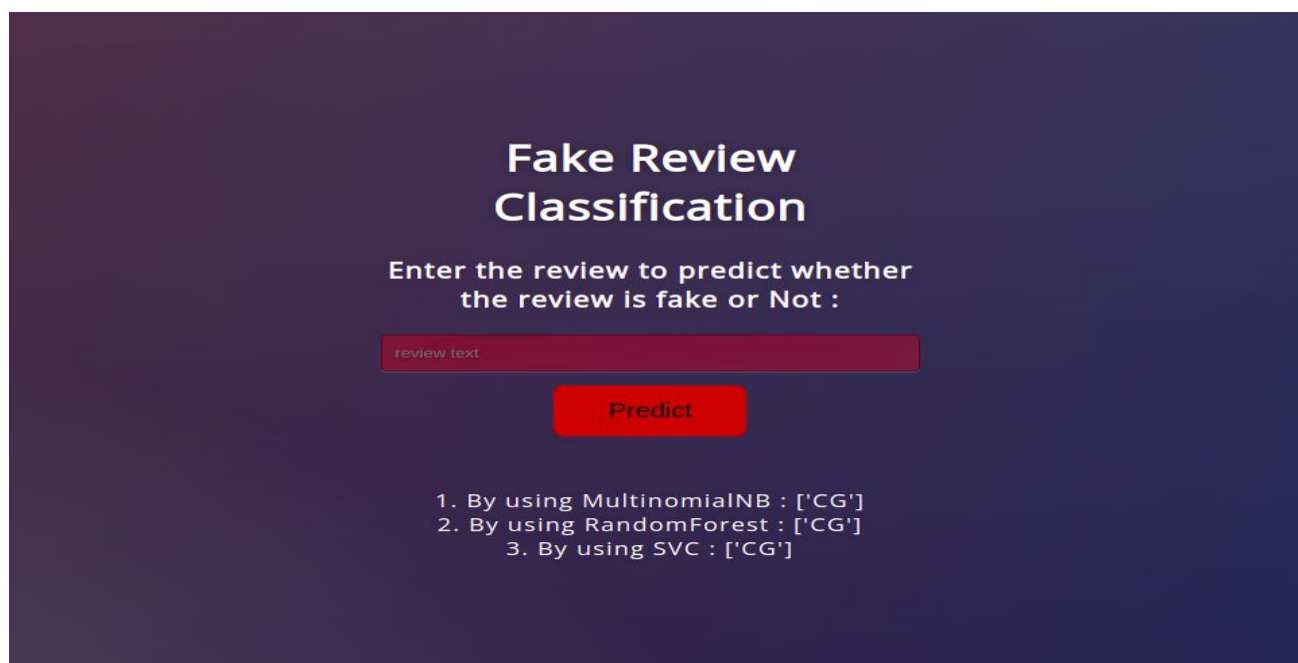 Fake Review
Classification
Enter the review to predict whether
the review is fake or Not :
review text
Predict
1. By using MultinomialNB : ['CG']
2. By using RandomForest : ['CG']
3. By using SVC : ['CG']